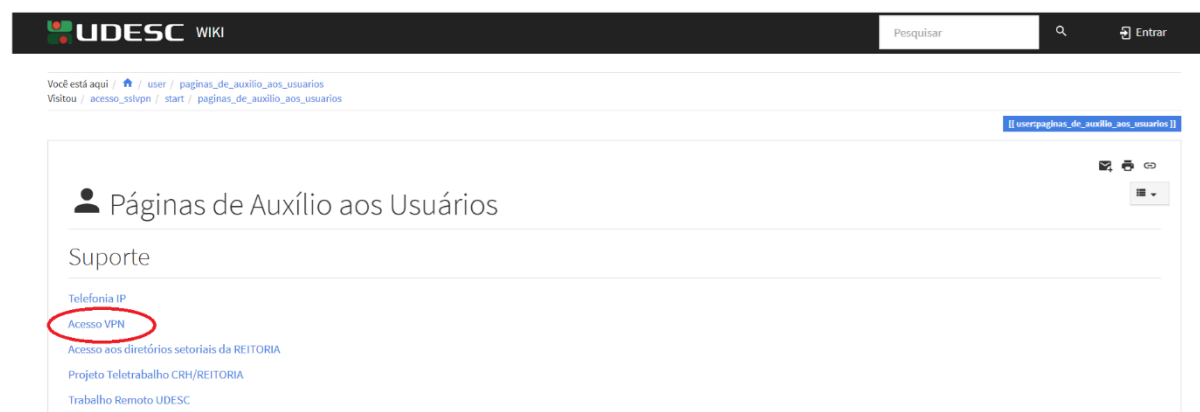 UDESC WIKI
Pesquisar
Entrar
Você está aqui / / user / paginas_de_auxilio_aos_usuarios
Visitou / acesso_sslvpn / start / paginas_de_auxilio_aos_usuarios
[[ user:paginas_de_auxilio_aos_usuarios ]]
Páginas de Auxílio aos Usuários
Suporte
Telefonia IP
Acesso VPN
Acesso aos diretórios setoriais da REITORIA
Projeto Teletrabalho CRH/REITORIA
Trabalho Remoto UDESC